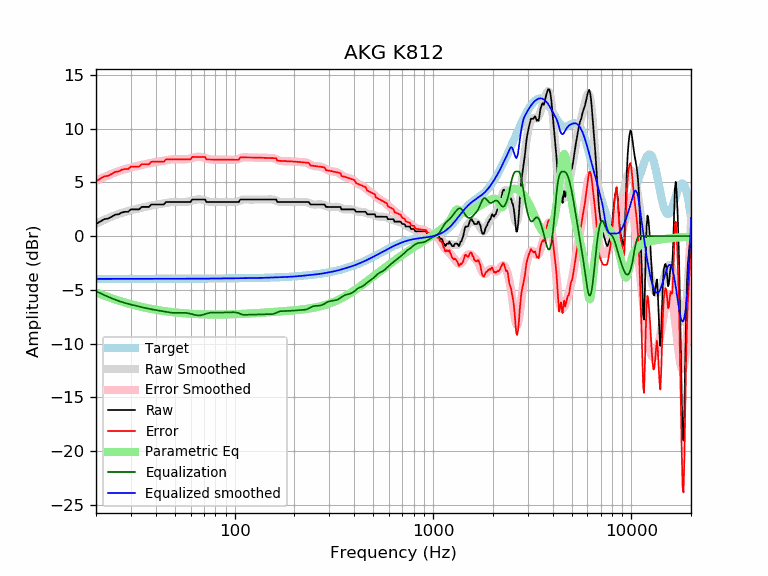 AKG K812
15
10
5
0
−5
−10
−15
−20
−25
Amplitude (dBr)
Target
Raw Smoothed
Error Smoothed
Raw
Error
Parametric Eq
Equalization
Equalized smoothed
100
1000
10000
Frequency (Hz)